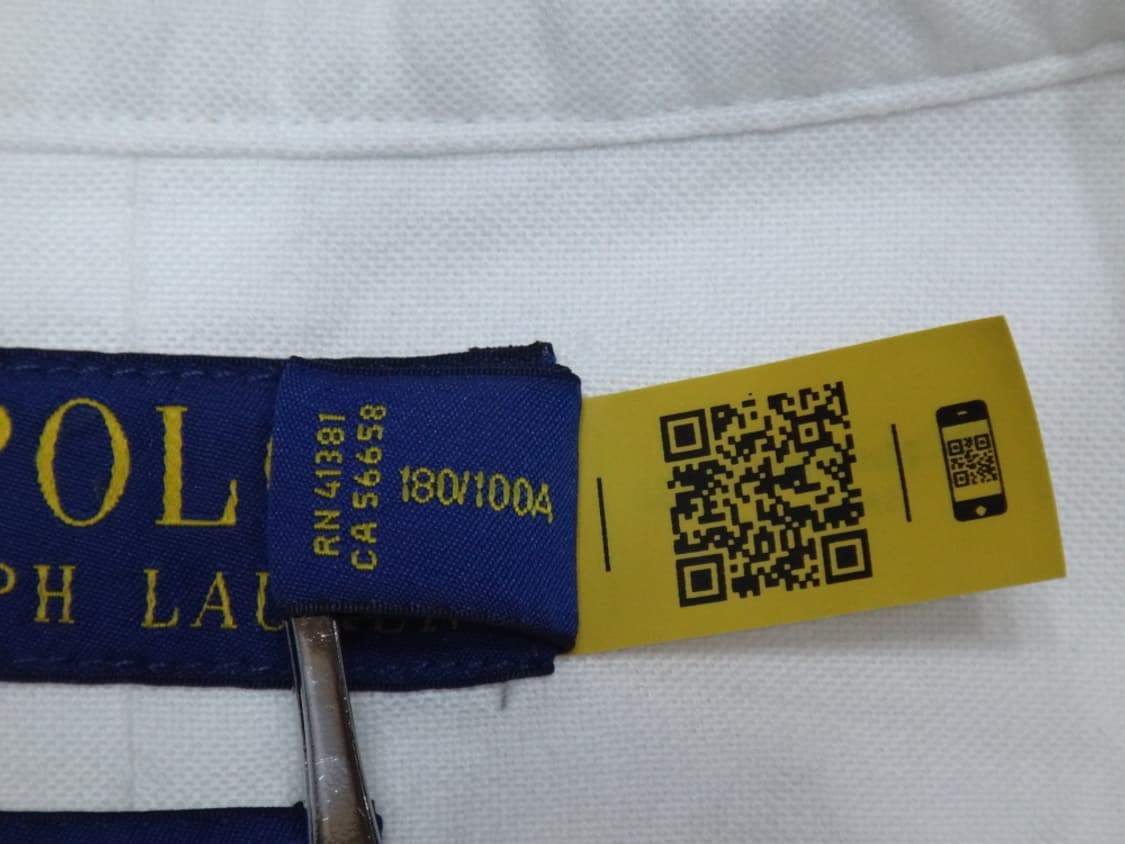 POL
PH LAU
RN 41381
CA 56658
180/100A